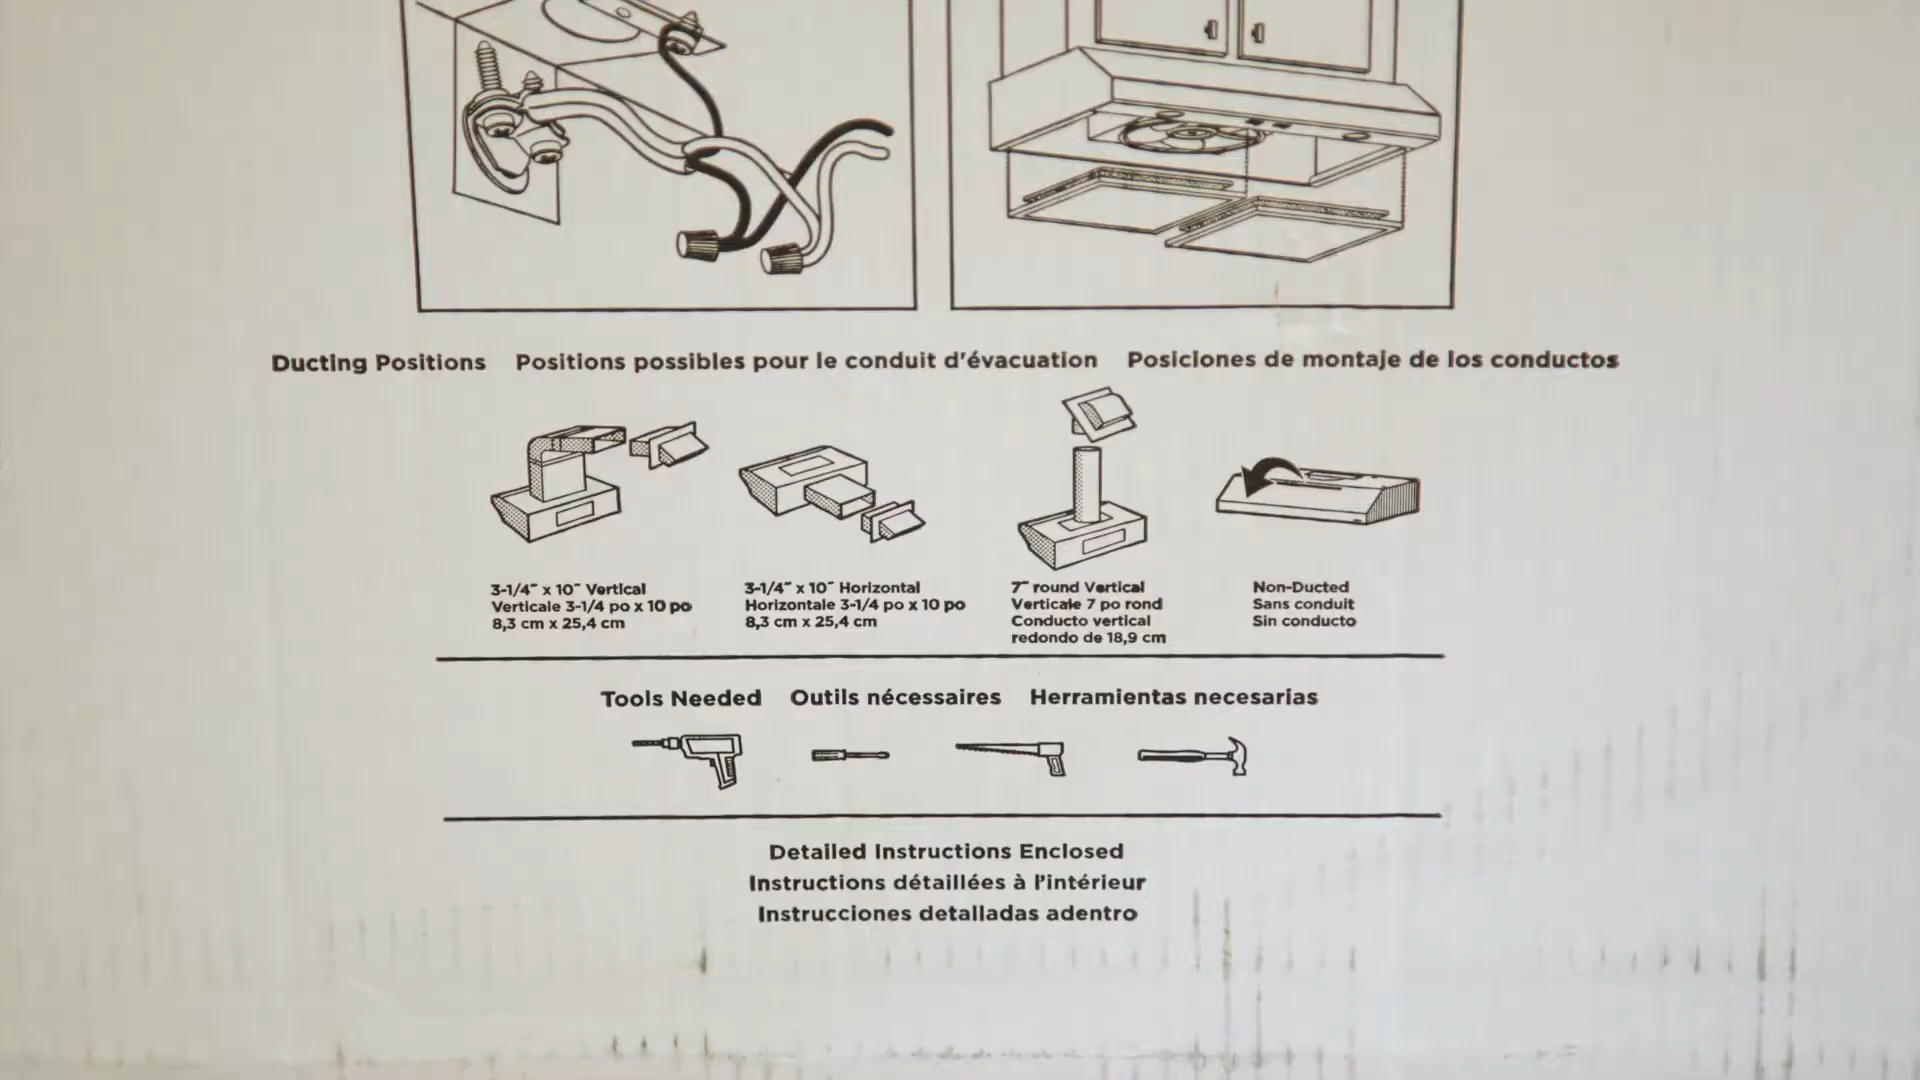 Ducting Positions Positions possibles pour le conduit d'évacuation Posiciones de montaje de los conductos
3-1/4" x 10" Vertical
Verticale 3-1/4 po x 10 po
8,3 cm x 25,4 cm
3-1/4" x 10" Horizontal
Horizontale 3-1/4 po x 10 po
8,3 cm x 25,4 cm
7" round Vertical
Verticale 7 po rond
Conducto vertical
redondo de 18,9 cm
Non-Ducted
Sans conduit
Sin conducto
Tools Needed Outils nécessaires Herramientas necesarias
Detailed Instructions Enclosed
Instructions détaillées à l'intérieur
Instrucciones detalladas adentro